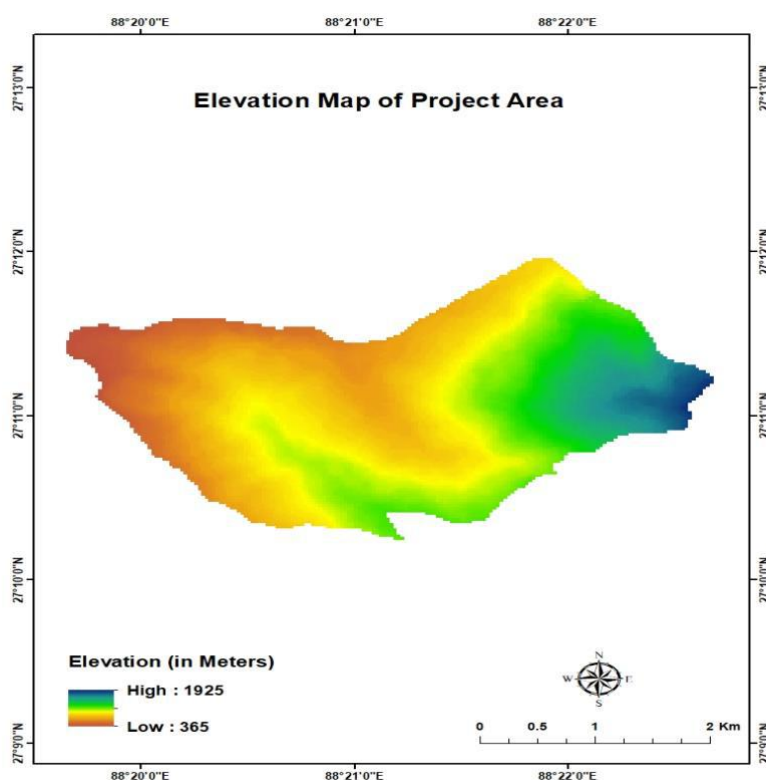 88°20'0"E 88°21'0"E 88°22'0"E
27°13'0"N 27°13'0"N
Elevation Map of Project Area
27°12'0"N 27°12'0"N
27°11'0"N 27°11'0"N
27°10'0"N 27°10'0"N
Elevation (in Meters)
High : 1925
Low : 365
N
W E
S
0 0.5 1 2 Km
27°9'0"N 27°9'0"N
88°20'0"E 88°21'0"E 88°22'0"E